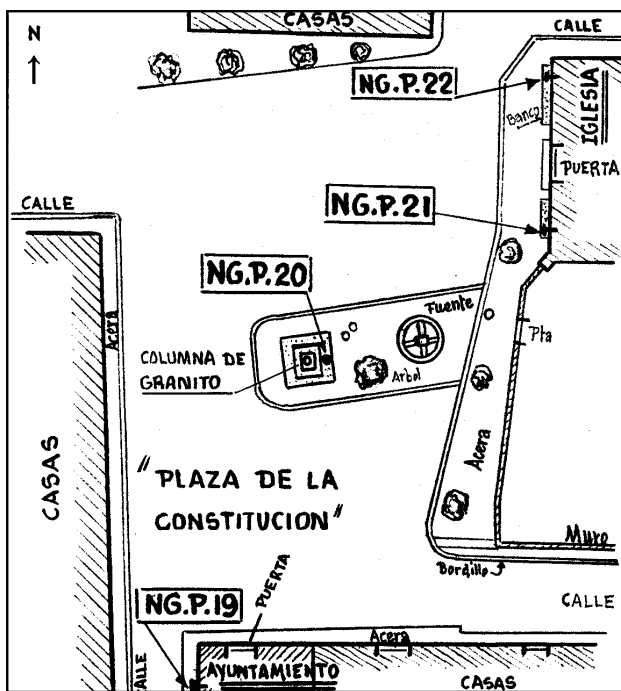 CASAS
CALLE
N
NG.P.22
IGLESIA
Banco
PUERTA
CALLE
NG.P.21
NG.P.20
Fuente
Acera
Pta
COLUMNA DE
GRANITO
Arbol
CASAS
"PLAZA DE LA
CONSTITUCION"
Acera
Muro
Bordillo
PUERTA
NG.P.19
CALLE
Acera
CALLE
AYUNTAMIENTO
CASAS